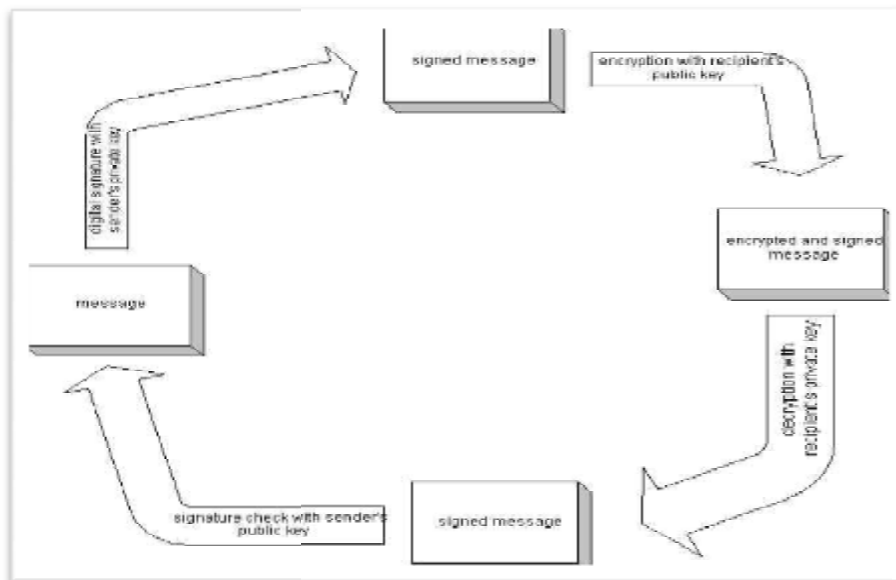 signed message
encryption with recipient's
public key
encrypted and signed
message
decryption with
recipient's private key
signed message
signature check with sender's
public key
message
digital signature with
sender's private key